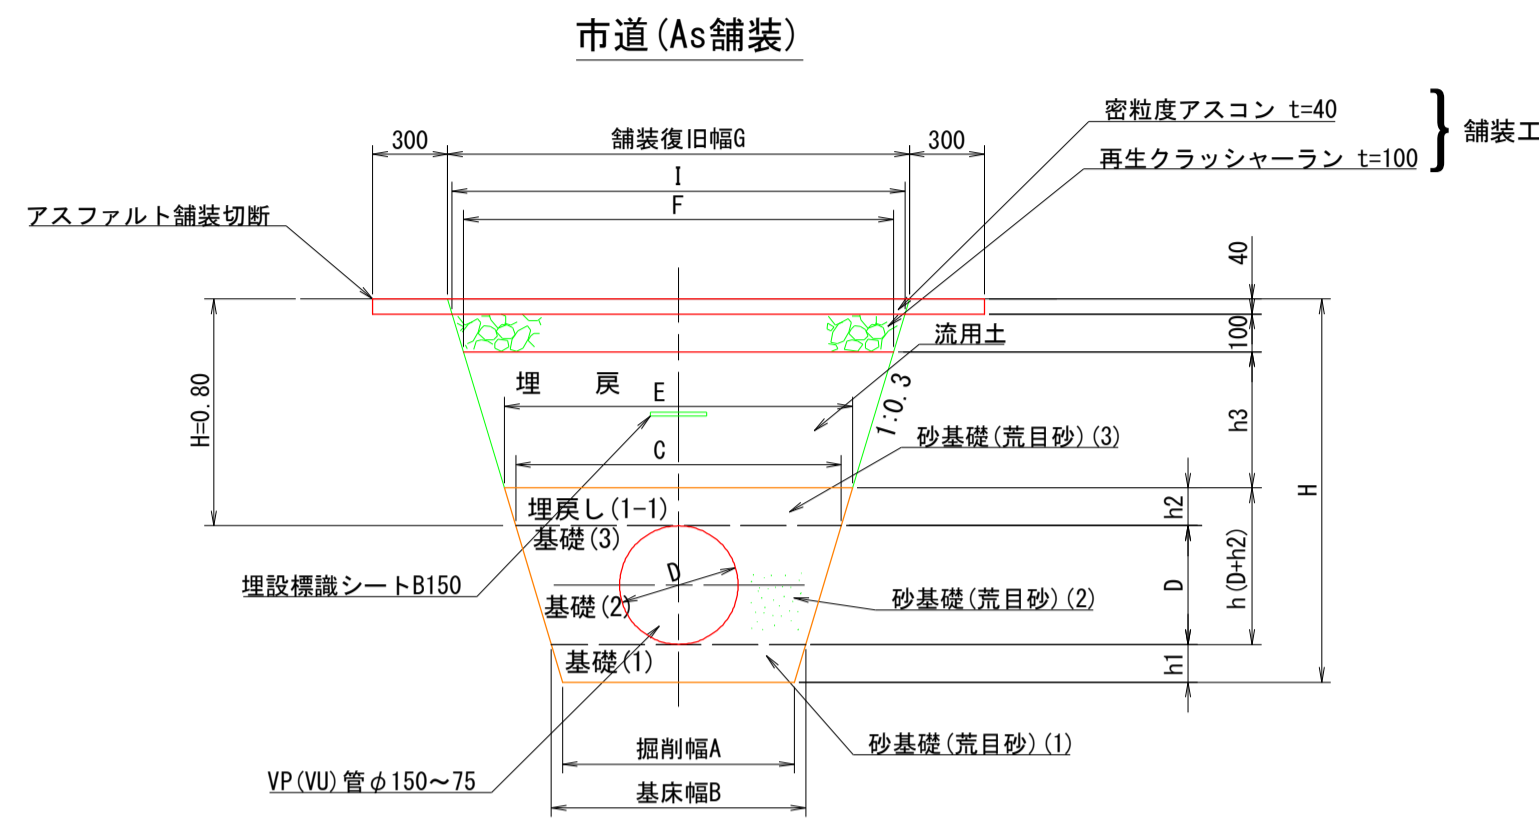 市道(As舗装)
密粒度アスコン t=40
再生クラッシャーラン t=100
} 舗装工
300
舗装復旧幅G
300
I
F
アスファルト舗装切断
40
100
流用土
埋 戻
E
1:0.3
H=0.80
h3
砂基礎(荒目砂)(3)
C
H
埋戻し(1-1)
h2
基礎(3)
D
D
h(D+h2)
埋設標識シートB150
基礎(2)
砂基礎(荒目砂)(2)
基礎(1)
h1
砂基礎(荒目砂)(1)
掘削幅A
VP(VU)管φ150～75
基床幅B